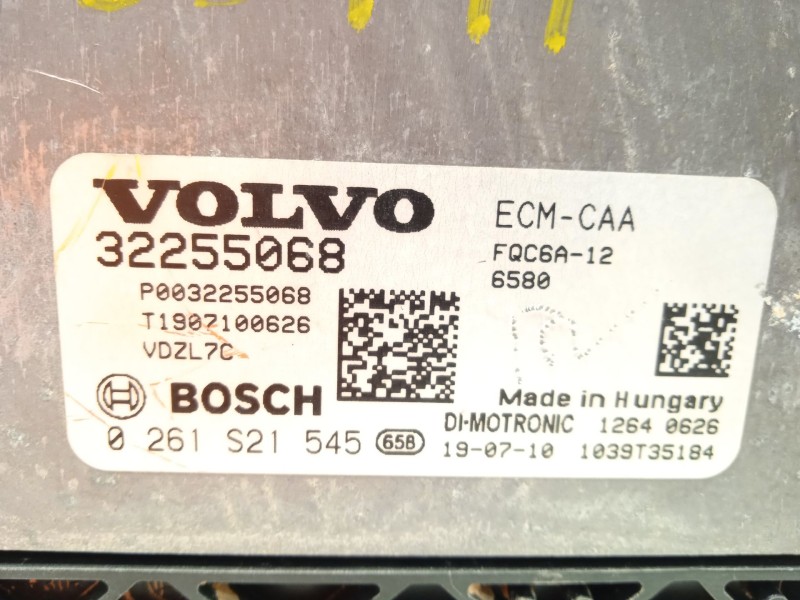 VOLVO
32255068
P0032255068
T1907100626
VDZL7C
BOSCH
0 261 S21 545 65B
ECM-CAA
FQC6A-12
6580
Made in Hungary
DI-MOTRONIC 1264 0626
19-07-10 1039T35184